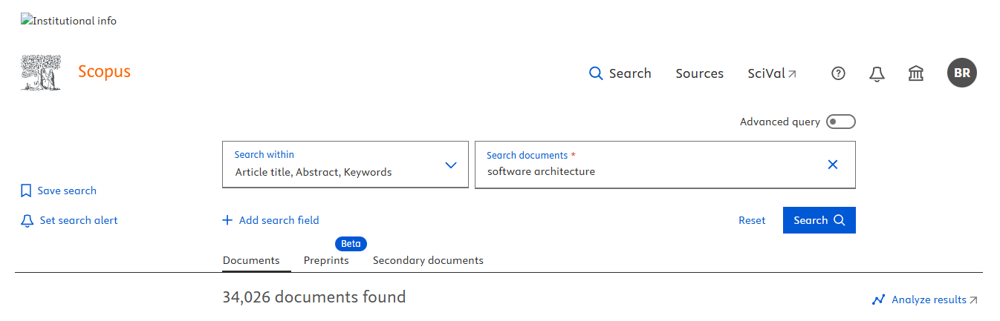 Institutional info
Scopus
Search Sources SciVal
BR
Advanced query
Search within
Article title, Abstract, Keywords
Search documents *
software architecture
Save search
Set search alert
Add search field
Reset
Search
Beta
Documents Preprints Secondary documents
34,026 documents found
Analyze results